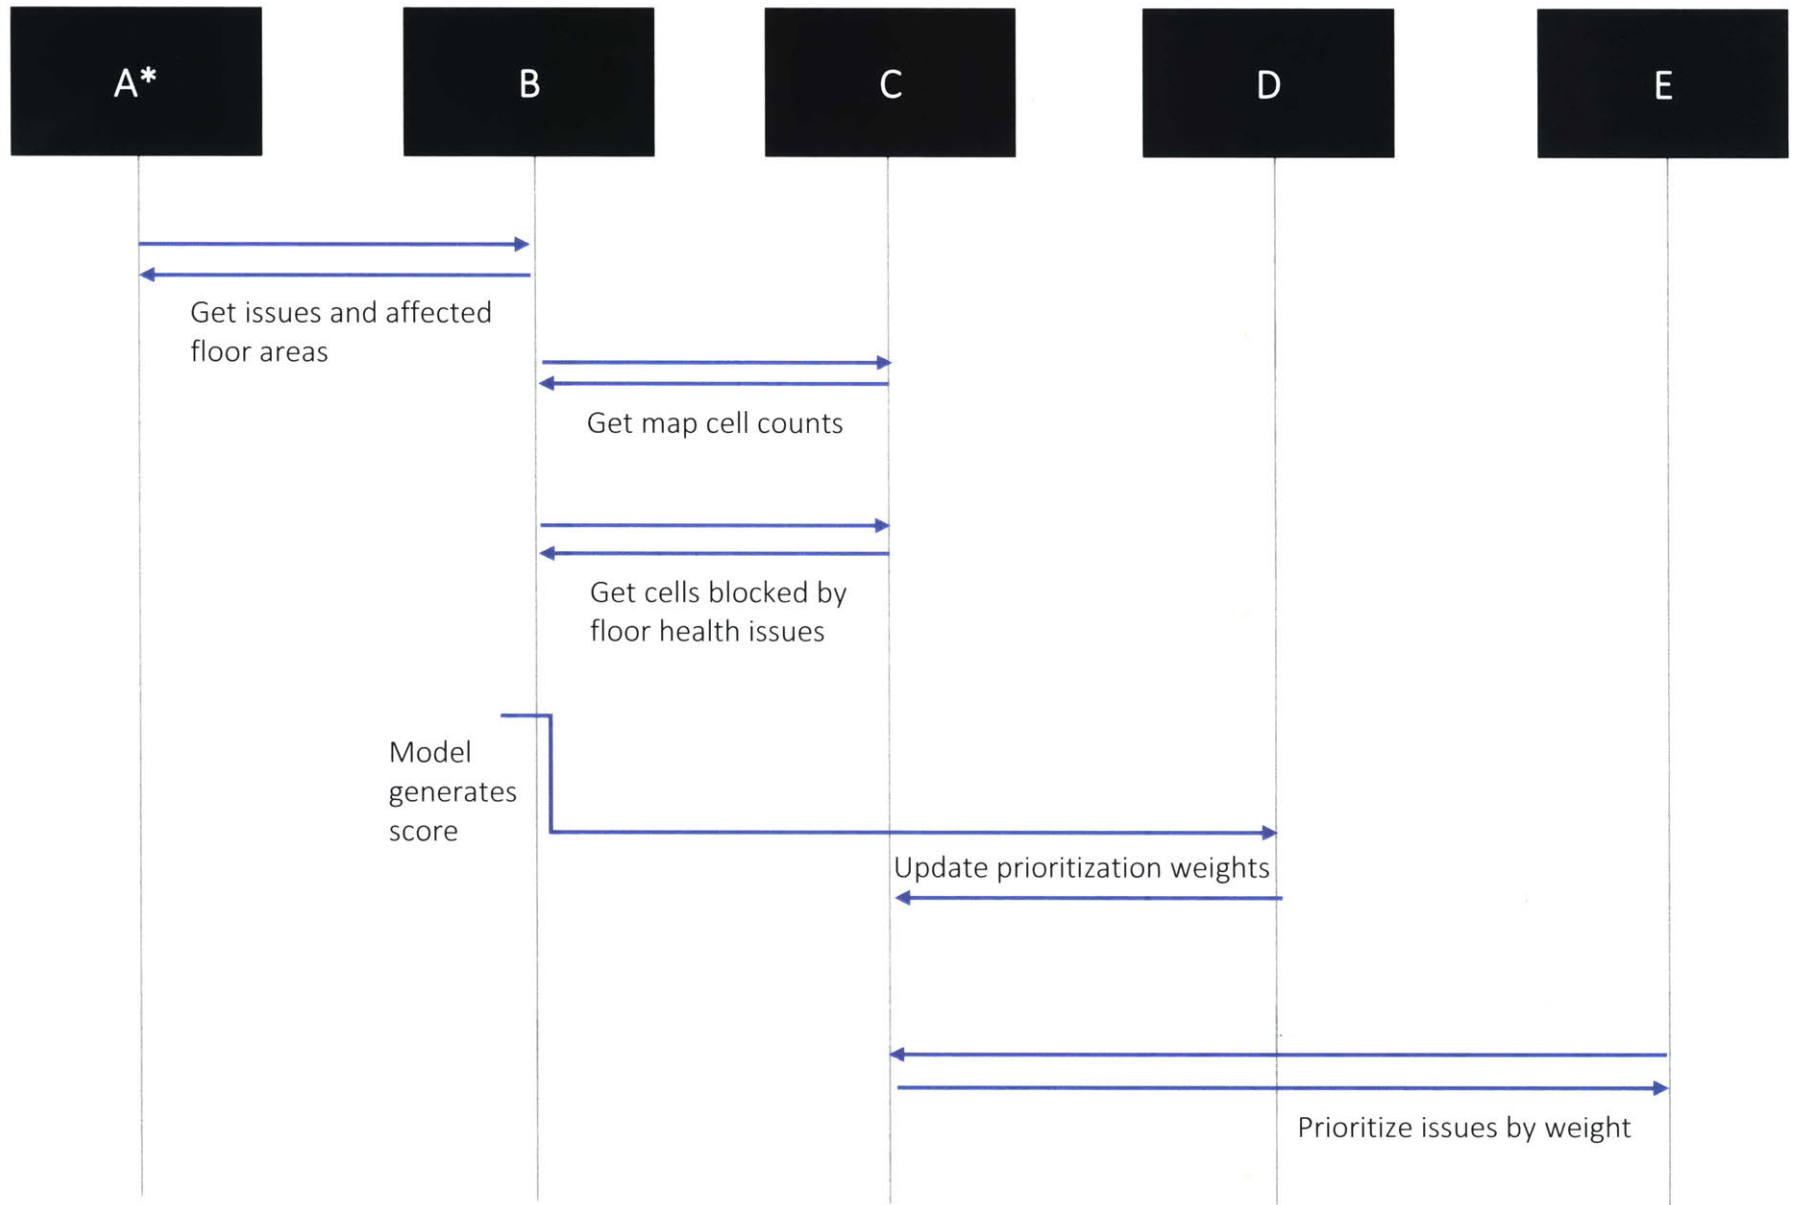 A*
B
C
D
E
Get issues and affected
floor areas
Get map cell counts
Get cells blocked by
floor health issues
Model
generates
score
Update prioritization weights
Prioritize issues by weight